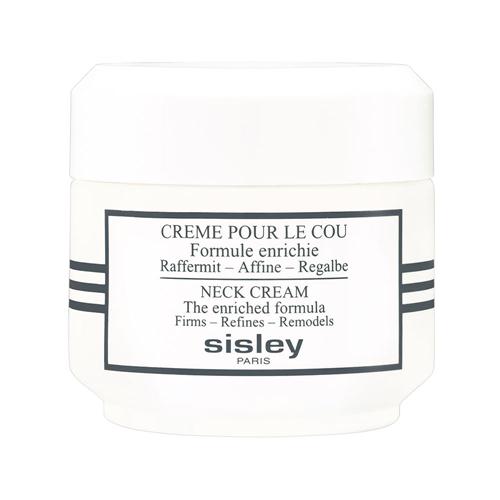 CREME POUR LE COU
Formule enrichie
Raffermit – Affine – Regalbe
NECK CREAM
The enriched formula
Firms – Refines – Remodels
sisley
PARIS